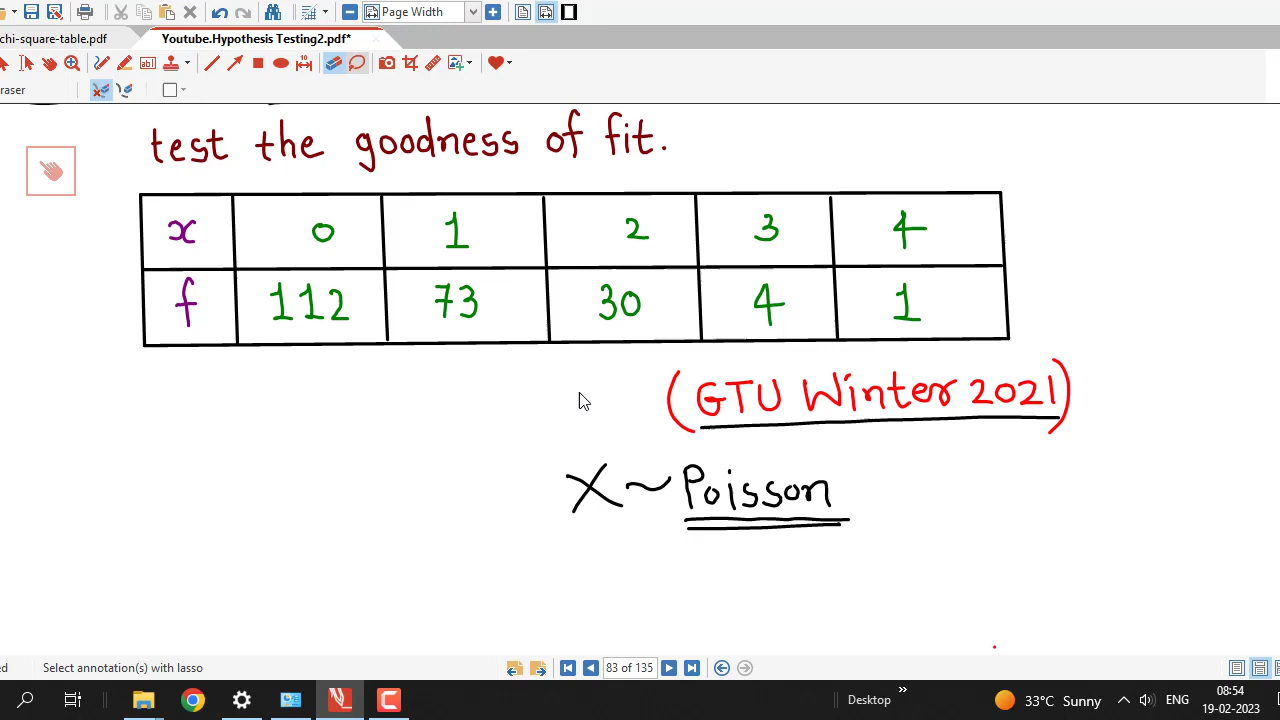 Page Width
chi-square-table.pdf
Youtube.Hypothesis Testing2.pdf*
raser
test the goodness of fit.
x 0 1 2 3 4
f 112 73 30 4 1
(GTU Winter 2021)
X ~ Poisson
ed Select annotation(s) with lasso 83 of 135
Desktop » 33°C Sunny ENG 08:54
19-02-2023